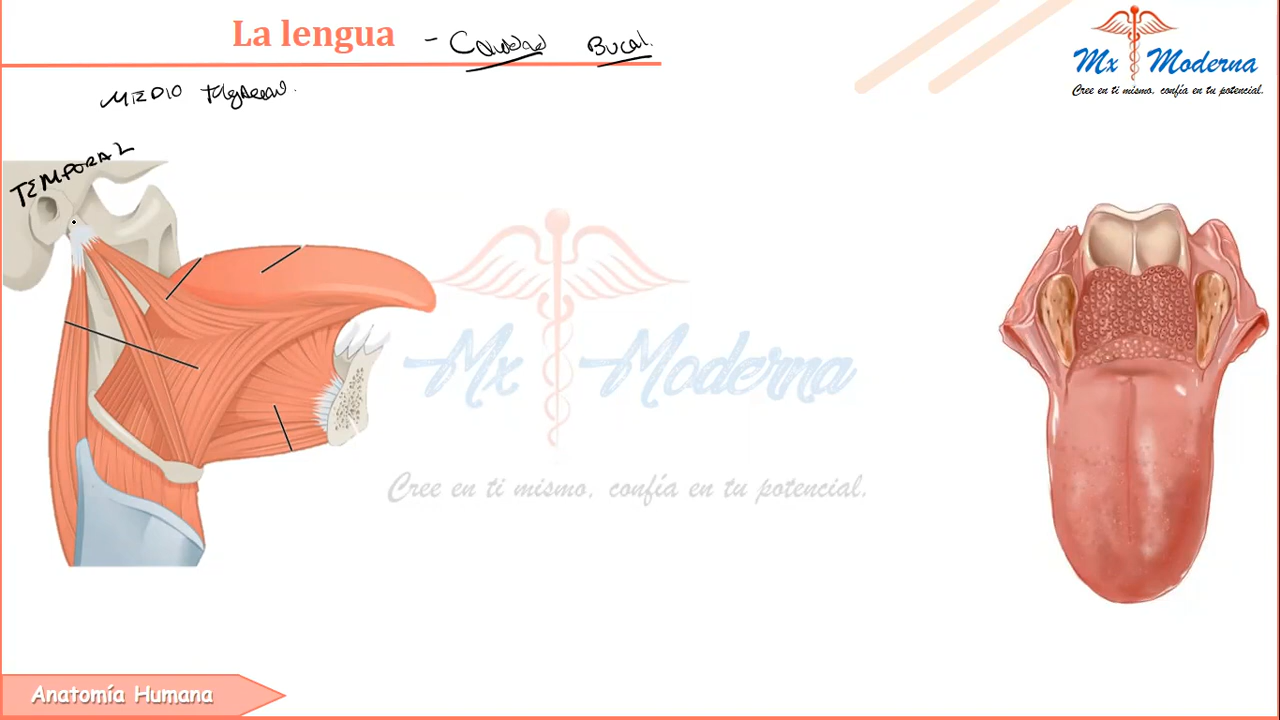 La lengua - Cavidad Bucal.
Mx Moderna
Cree en ti mismo, confía en tu potencial.
MEDIO
TEMPORAL
Mx Moderna
Cree en ti mismo, confía en tu potencial.
Anatomía Humana